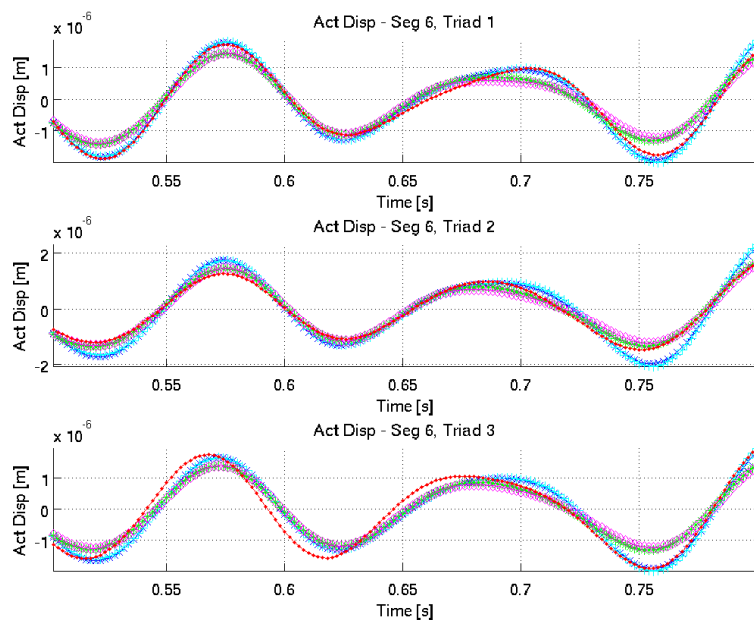 Act Disp - Seg 6, Triad 1
x 10^-6
Act Disp [m]
1
0
-1
0.55 0.6 0.65 0.7 0.75
Time [s]
Act Disp - Seg 6, Triad 2
x 10^-6
Act Disp [m]
2
0
-2
0.55 0.6 0.65 0.7 0.75
Time [s]
Act Disp - Seg 6, Triad 3
x 10^-6
Act Disp [m]
1
0
-1
0.55 0.6 0.65 0.7 0.75
Time [s]